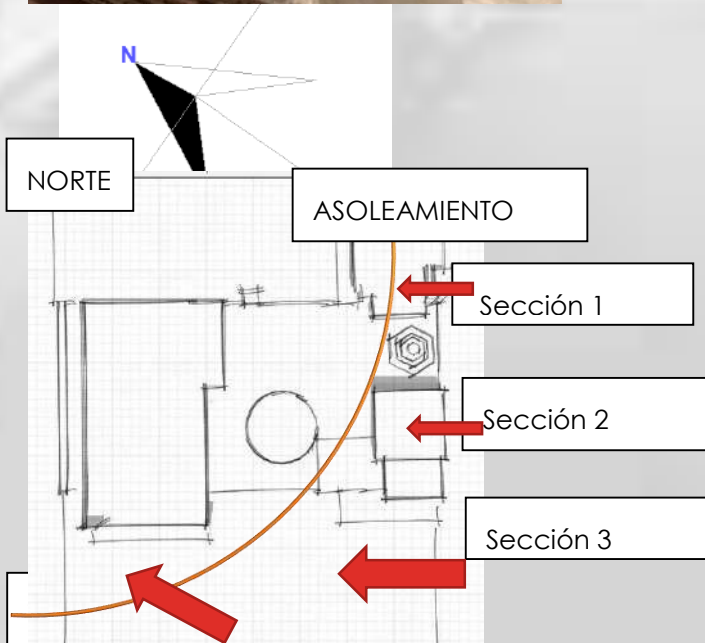 N
NORTE
ASOLEAMIENTO
Sección 1
Sección 2
Sección 3